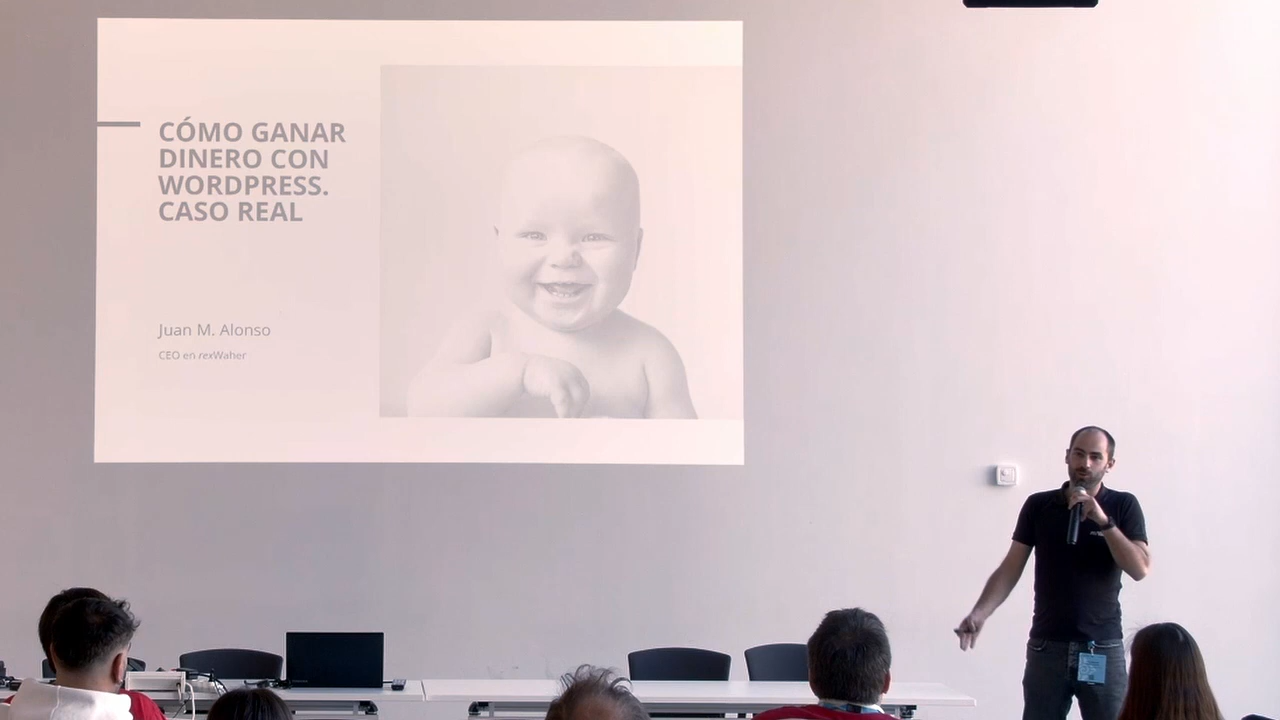 CÓMO GANAR
DINERO CON
WORDPRESS.
CASO REAL
Juan M. Alonso
CEO en rexWaher